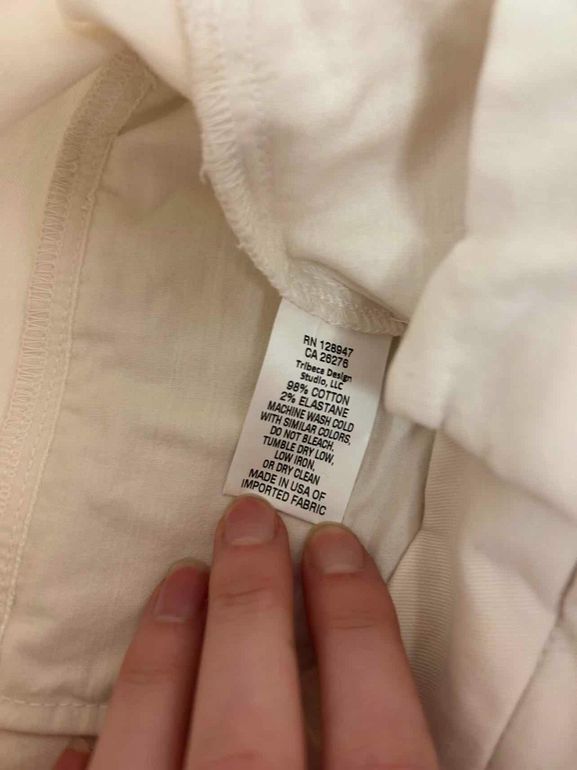 RN 128947
CA 26276
Tribeca Design
Studio, LLC
98% COTTON
2% ELASTANE
MACHINE WASH COLD
WITH SIMILAR COLORS,
DO NOT BLEACH,
TUMBLE DRY LOW,
LOW IRON,
OR DRY CLEAN
MADE IN USA OF
IMPORTED FABRIC